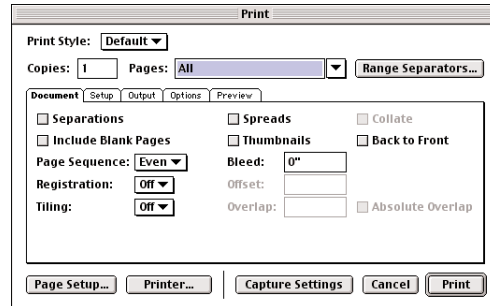 Print
Print Style: Default
Copies: 1 Pages: All Range Separators...
Document Setup Output Options Preview
Separations Spreads Collate
Include Blank Pages Thumbnails Back to Front
Page Sequence: Even Bleed: 0"
Registration: Off Offset:
Tiling: Off Overlap: Absolute Overlap
Page Setup... Printer... Capture Settings Cancel Print